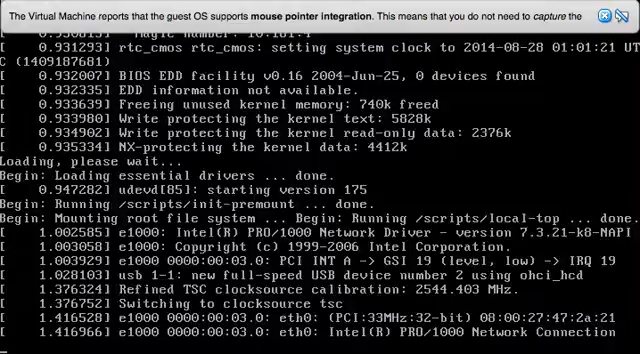 The Virtual Machine reports that the guest OS supports mouse pointer integration. This means that you do not need to capture the
[    0.931293] rtc_cmos rtc_cmos: setting system clock to 2014-08-28 01:01:21 UT
C (1409187681)
[    0.932007] BIOS EDD facility v0.16 2004-Jun-25, 0 devices found
[    0.932335] EDD information not available.
[    0.933639] Freeing unused kernel memory: 740k freed
[    0.933980] Write protecting the kernel text: 5828k
[    0.934902] Write protecting the kernel read-only data: 2376k
[    0.935334] NX-protecting the kernel data: 4412k
Loading, please wait...
Begin: Loading essential drivers ... done.
[    0.947282] udevd[85]: starting version 175
Begin: Running /scripts/init-premount ... done.
Begin: Mounting root file system ... Begin: Running /scripts/local-top ... done.
[    1.002585] e1000: Intel(R) PRO/1000 Network Driver - version 7.3.21-k8-NAPI
[    1.003058] e1000: Copyright (c) 1999-2006 Intel Corporation.
[    1.003929] e1000 0000:00:03.0: PCI INT A -> GSI 19 (level, low) -> IRQ 19
[    1.028103] usb 1-1: new full-speed USB device number 2 using ohci_hcd
[    1.376324] Refined TSC clocksource calibration: 2544.403 MHz.
[    1.376752] Switching to clocksource tsc
[    1.416528] e1000 0000:00:03.0: eth0: (PCI:33MHz:32-bit) 08:00:27:47:2a:21
[    1.416966] e1000 0000:00:03.0: eth0: Intel(R) PRO/1000 Network Connection